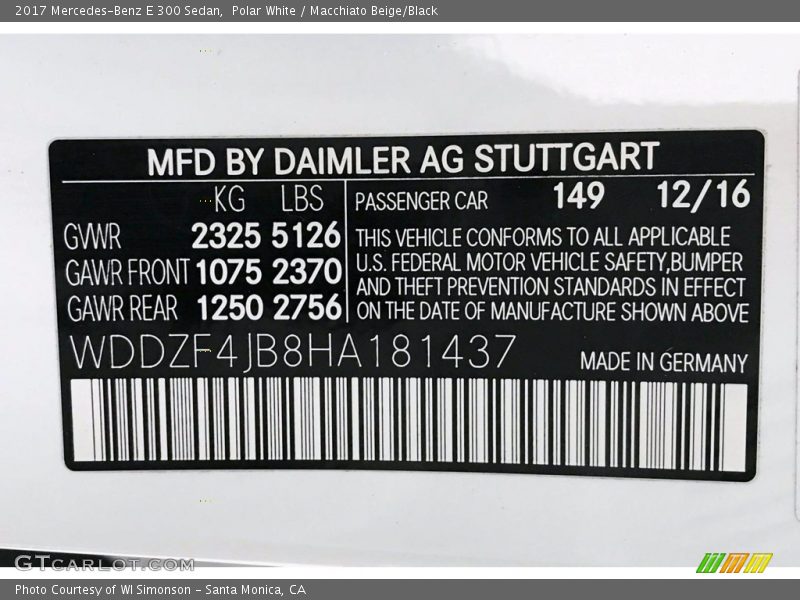 2017 Mercedes-Benz E 300 Sedan, Polar White / Macchiato Beige/Black
MFD BY DAIMLER AG STUTTGART
KG LBS
GVWR 2325 5126
GAWR FRONT 1075 2370
GAWR REAR 1250 2756
PASSENGER CAR 149 12/16
THIS VEHICLE CONFORMS TO ALL APPLICABLE
U.S. FEDERAL MOTOR VEHICLE SAFETY,BUMPER
AND THEFT PREVENTION STANDARDS IN EFFECT
ON THE DATE OF MANUFACTURE SHOWN ABOVE
WDDZF4JB8HA181437
MADE IN GERMANY
GTCarLot.com
Photo Courtesy of WI Simonson - Santa Monica, CA